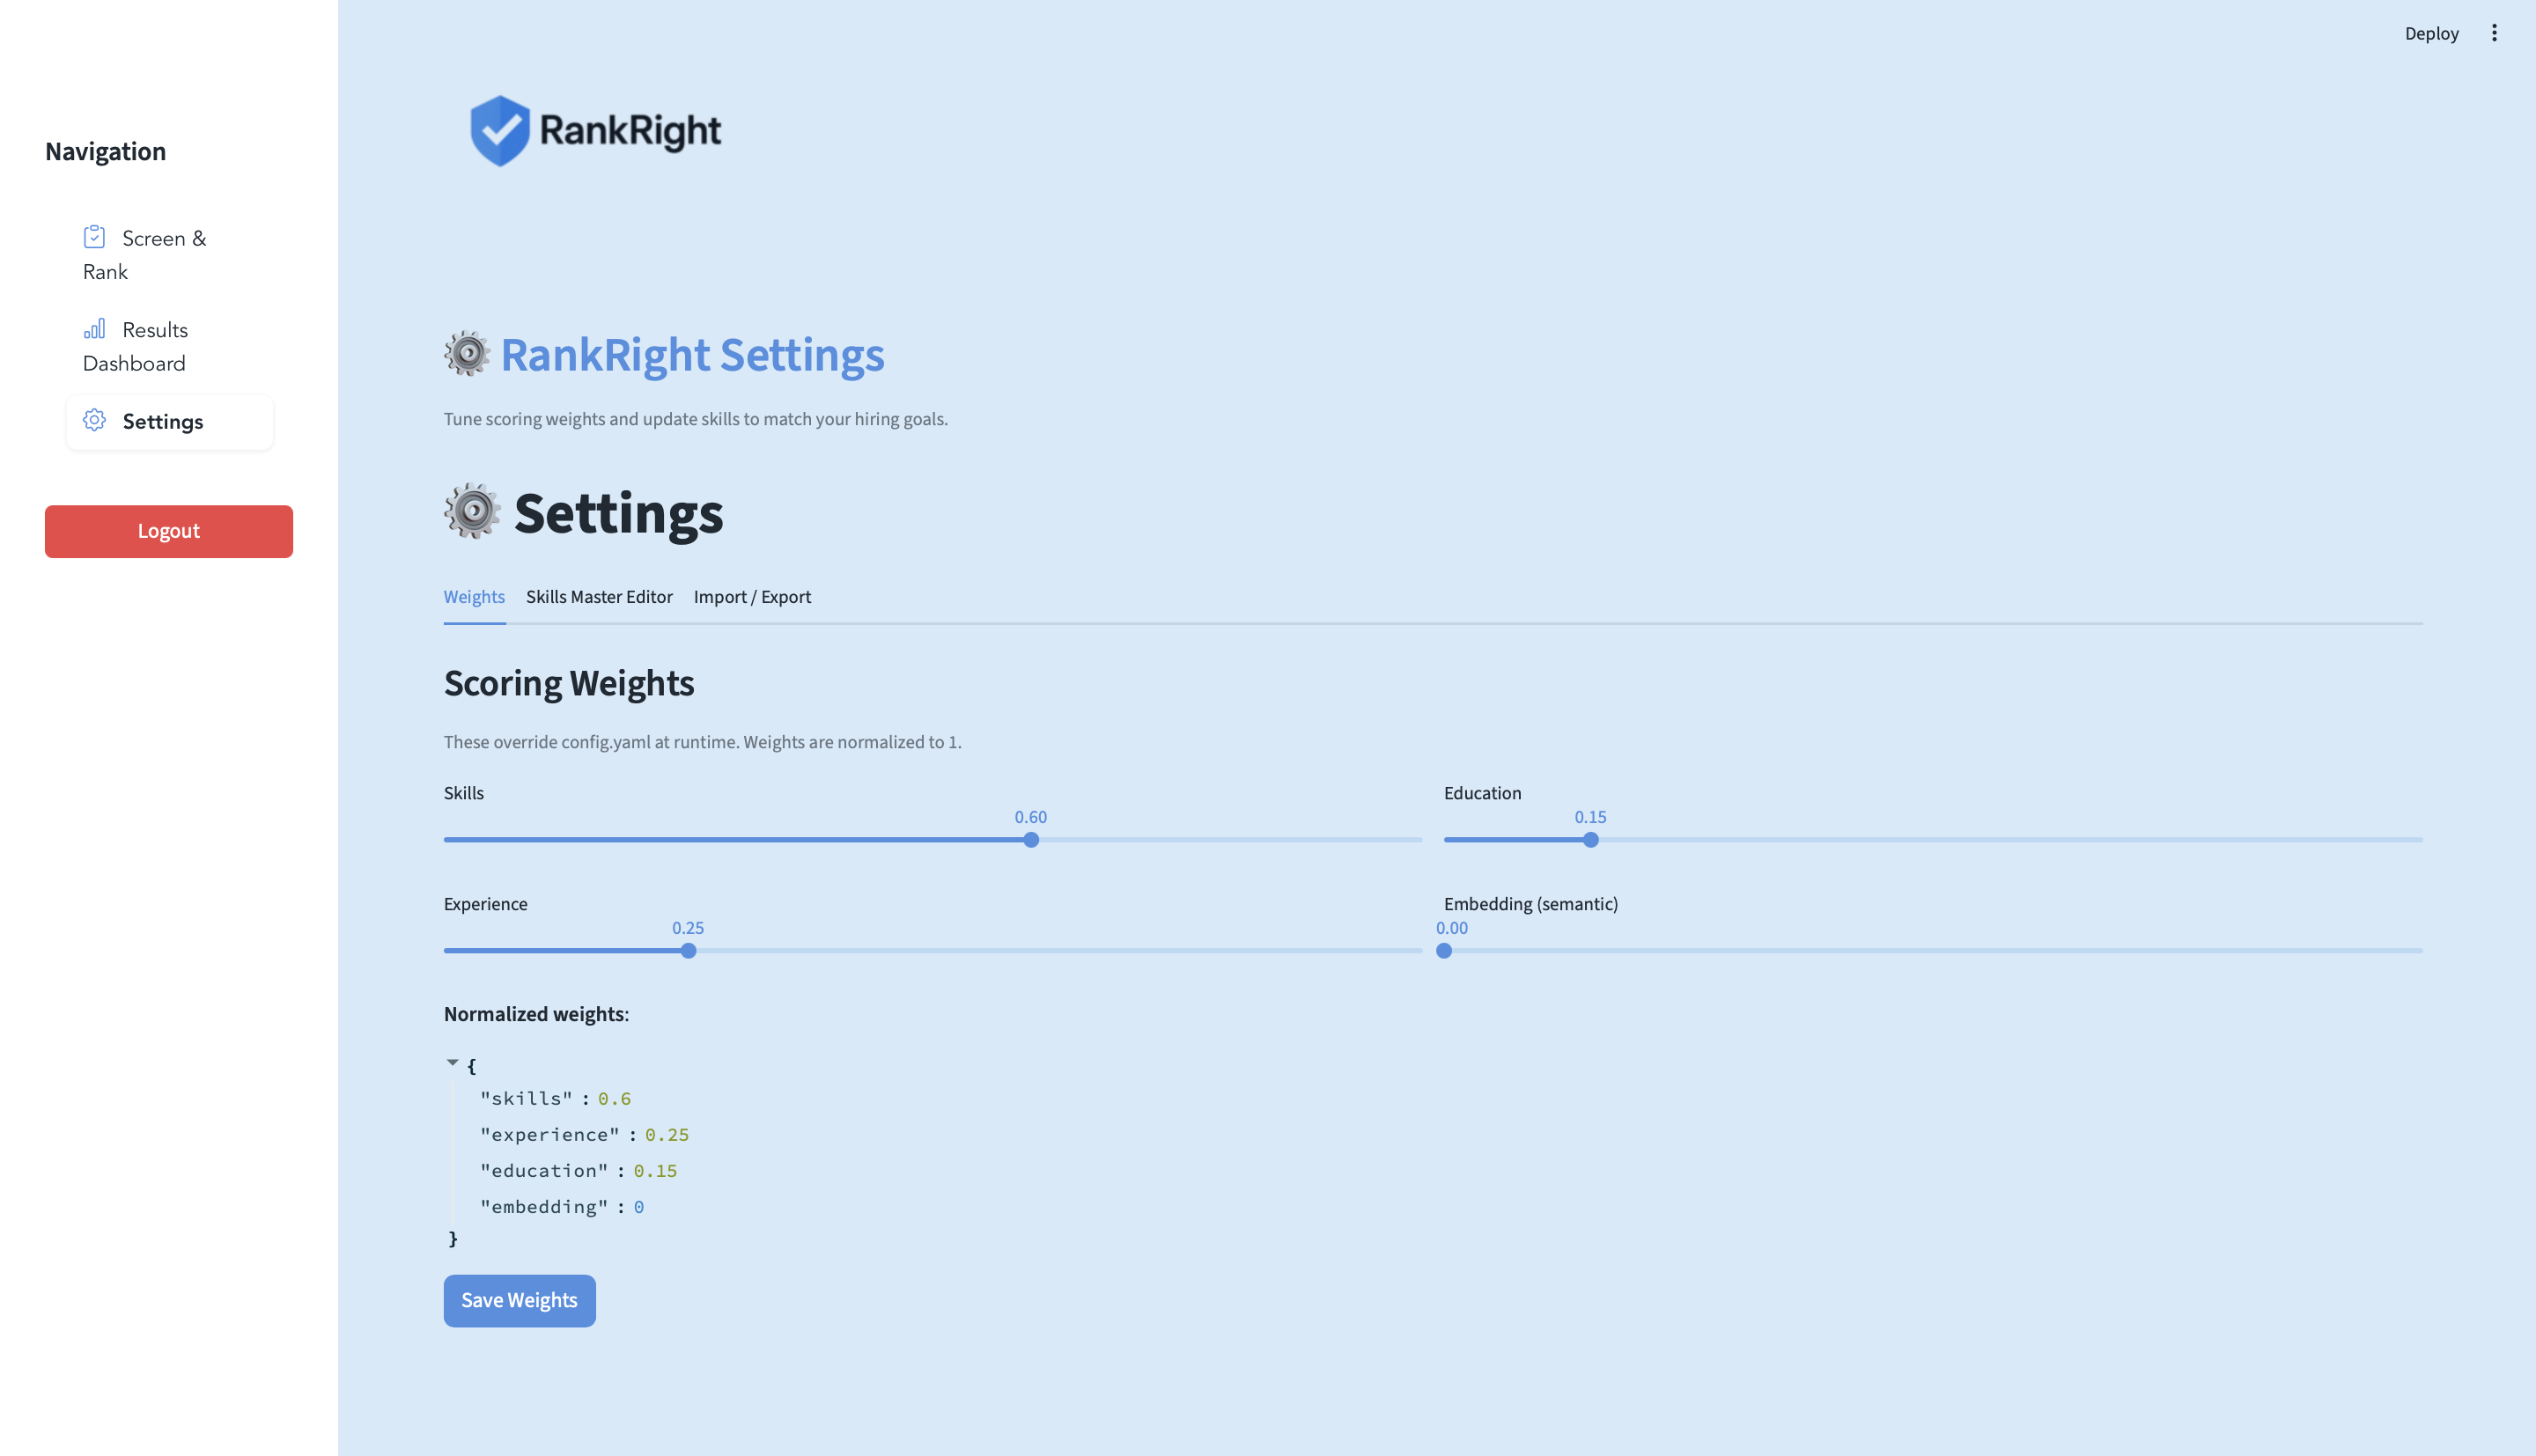 Deploy
RankRight
Navigation
Screen &
Rank
Results
Dashboard
Settings
Logout
RankRight Settings
Tune scoring weights and update skills to match your hiring goals.
Settings
Weights Skills Master Editor Import / Export
Scoring Weights
These override config.yaml at runtime. Weights are normalized to 1.
Skills
0.60
Education
0.15
Experience
0.25
Embedding (semantic)
0.00
Normalized weights:
{
"skills" : 0.6
"experience" : 0.25
"education" : 0.15
"embedding" : 0
}
Save Weights